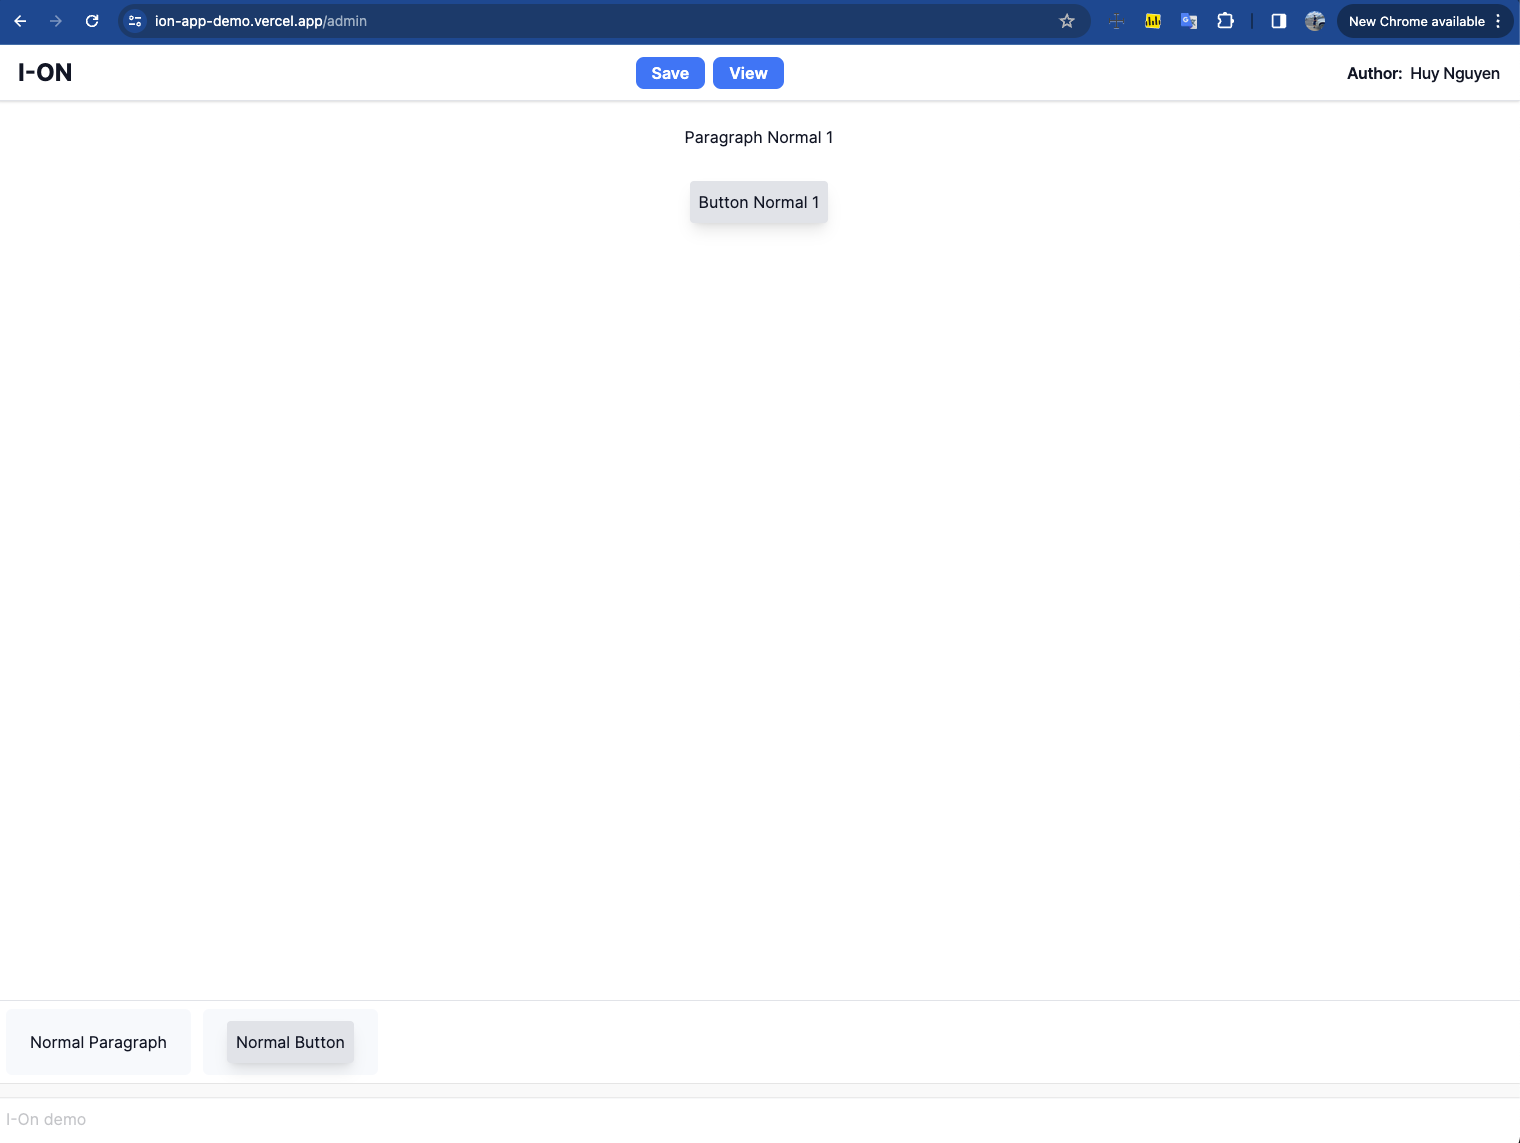 ion-app-demo.vercel.app/admin
New Chrome available
I-ON
Save
View
Author: Huy Nguyen
Paragraph Normal 1
Button Normal 1
Normal Paragraph
Normal Button
I-On demo